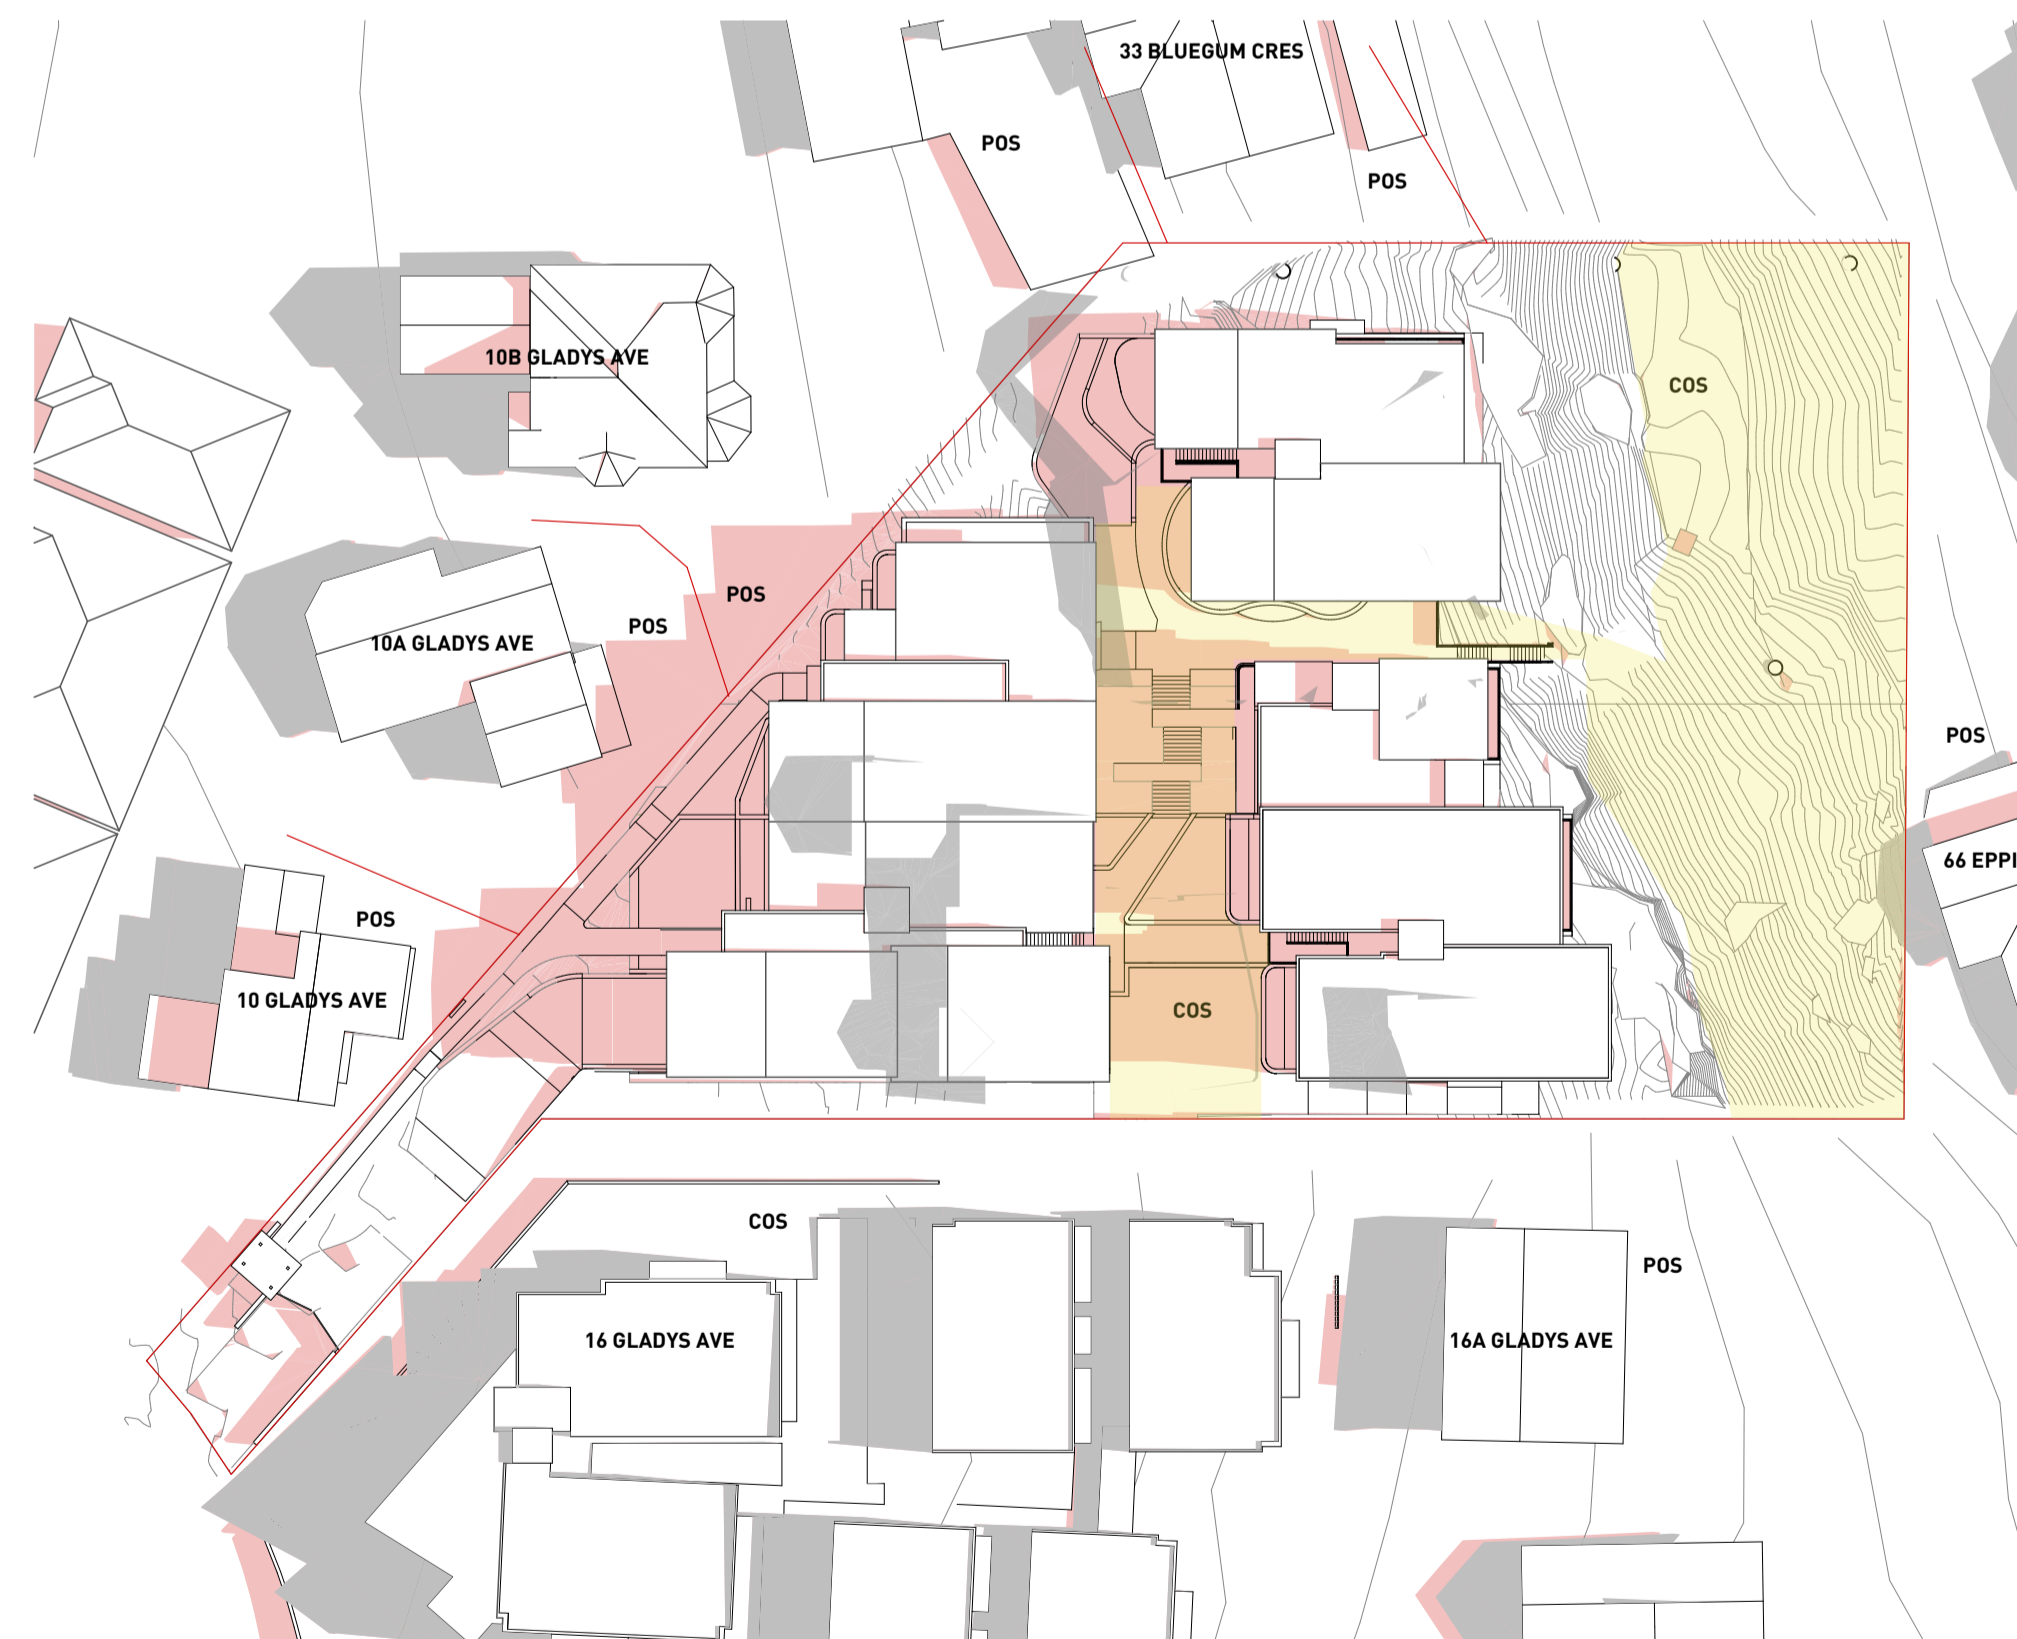 33 BLUEGUM CRES
POS
POS
10B GLADYS AVE
COS
POS
POS
10A GLADYS AVE
POS
66 EPPI
POS
10 GLADYS AVE
COS
COS
POS
16 GLADYS AVE
16A GLADYS AVE